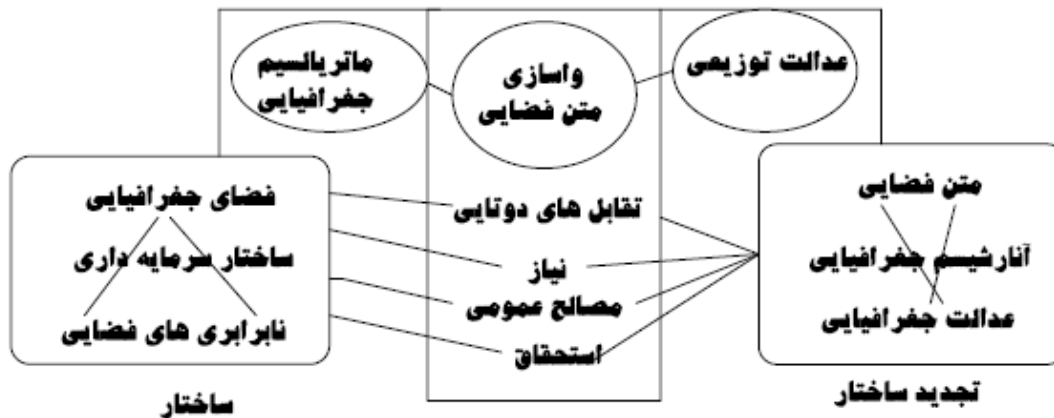 عدالت توزیعی
واسازی
متن فضایی
ماتریالسیم
جغرافیایی
متن فضایی
آنارشیسم جغرافیایی
عدالت جغرافیایی
تجدید ساختار
تقابل های دوتایی
نیاز
مصالح عمومی
استحقاق
فضای جغرافیایی
ساختار سرمایه داری
نابرابری های فضایی
ساختار